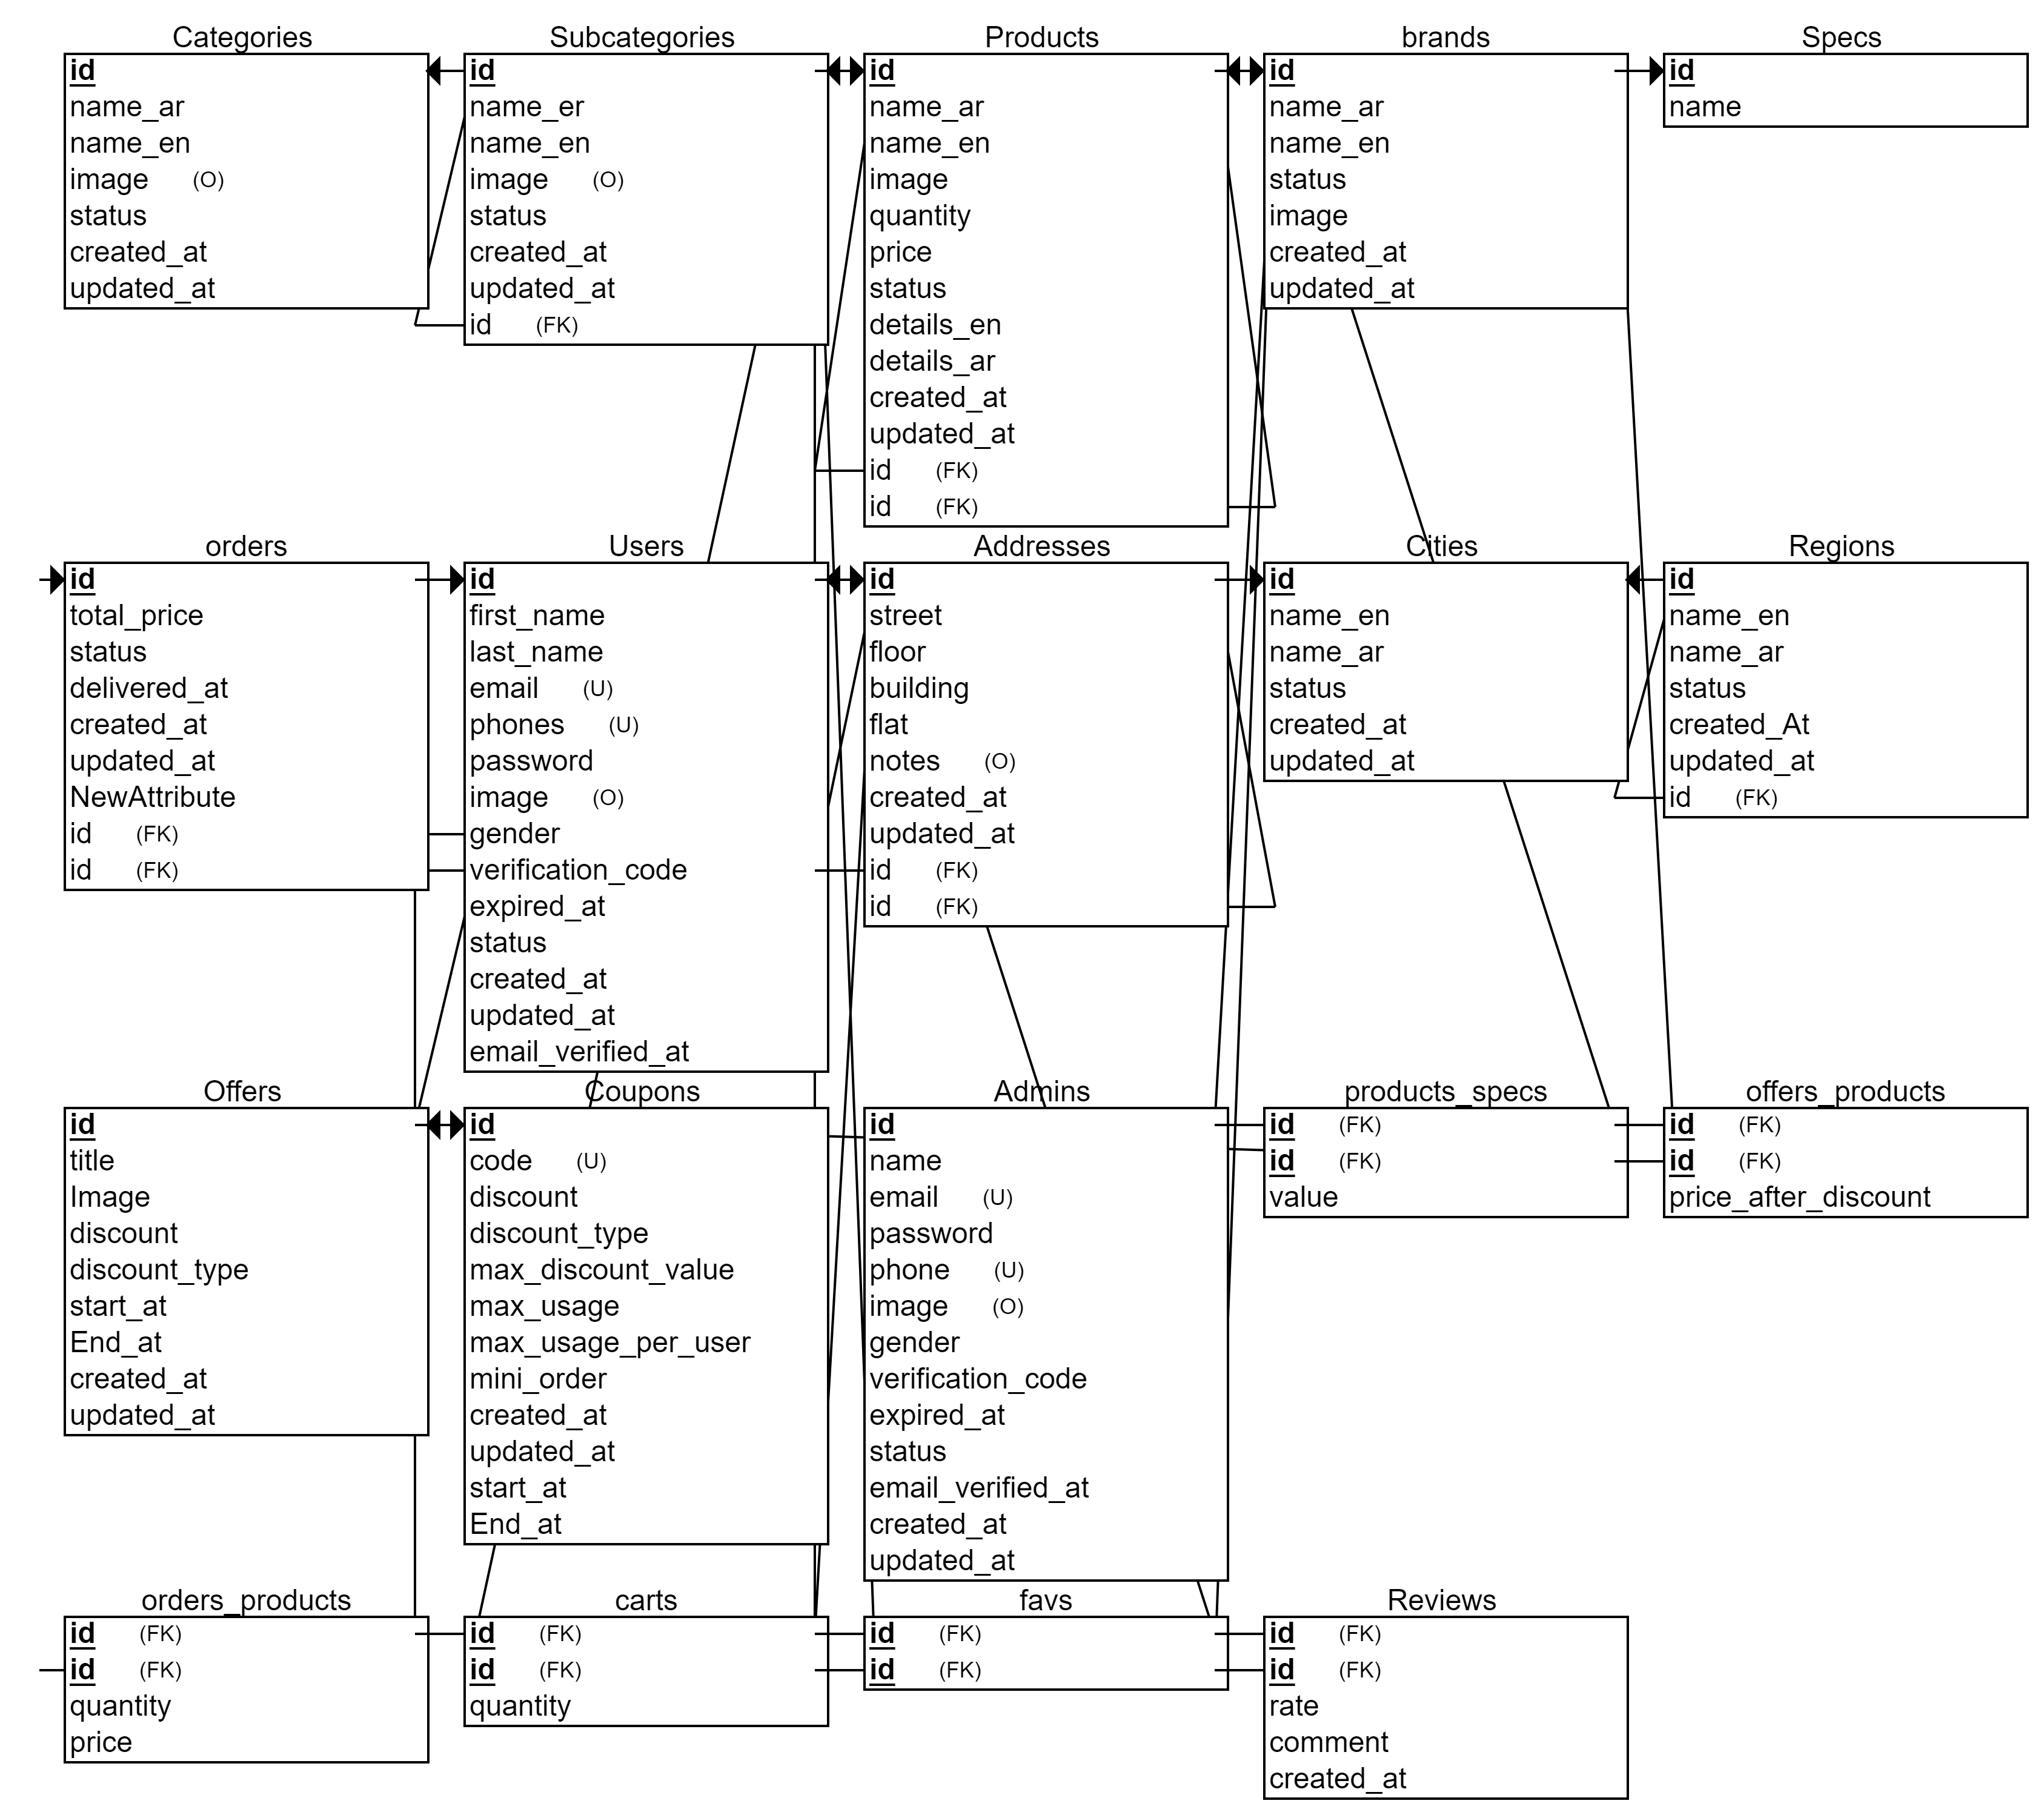 Categories
id
name_ar
name_en
image (O)
status
created_at
updated_at
Subcategories
id
name_er
name_en
image (O)
status
created_at
updated_at
id (FK)
Products
id
name_ar
name_en
image
quantity
price
status
details_en
details_ar
created_at
updated_at
id (FK)
id (FK)
brands
id
name_ar
name_en
status
image
created_at
updated_at
Specs
id
name
orders
id
total_price
status
delivered_at
created_at
updated_at
NewAttribute
id (FK)
id (FK)
Users
id
first_name
last_name
email (U)
phones (U)
password
image (O)
gender
verification_code
expired_at
status
created_at
updated_at
email_verified_at
Addresses
id
street
floor
building
flat
notes (O)
created_at
updated_at
id (FK)
id (FK)
Cities
id
name_en
name_ar
status
created_at
updated_at
Regions
id
name_en
name_ar
status
created_At
updated_at
id (FK)
Offers
id
title
Image
discount
discount_type
start_at
End_at
created_at
updated_at
Coupons
id
code (U)
discount
discount_type
max_discount_value
max_usage
max_usage_per_user
mini_order
created_at
updated_at
start_at
End_at
Admins
id
name
email (U)
password
phone (U)
image (O)
gender
verification_code
expired_at
status
email_verified_at
created_at
updated_at
products_specs
id (FK)
id (FK)
value
offers_products
id (FK)
id (FK)
price_after_discount
orders_products
id (FK)
id (FK)
quantity
price
carts
id (FK)
id (FK)
quantity
favs
id (FK)
id (FK)
Reviews
id (FK)
id (FK)
rate
comment
created_at